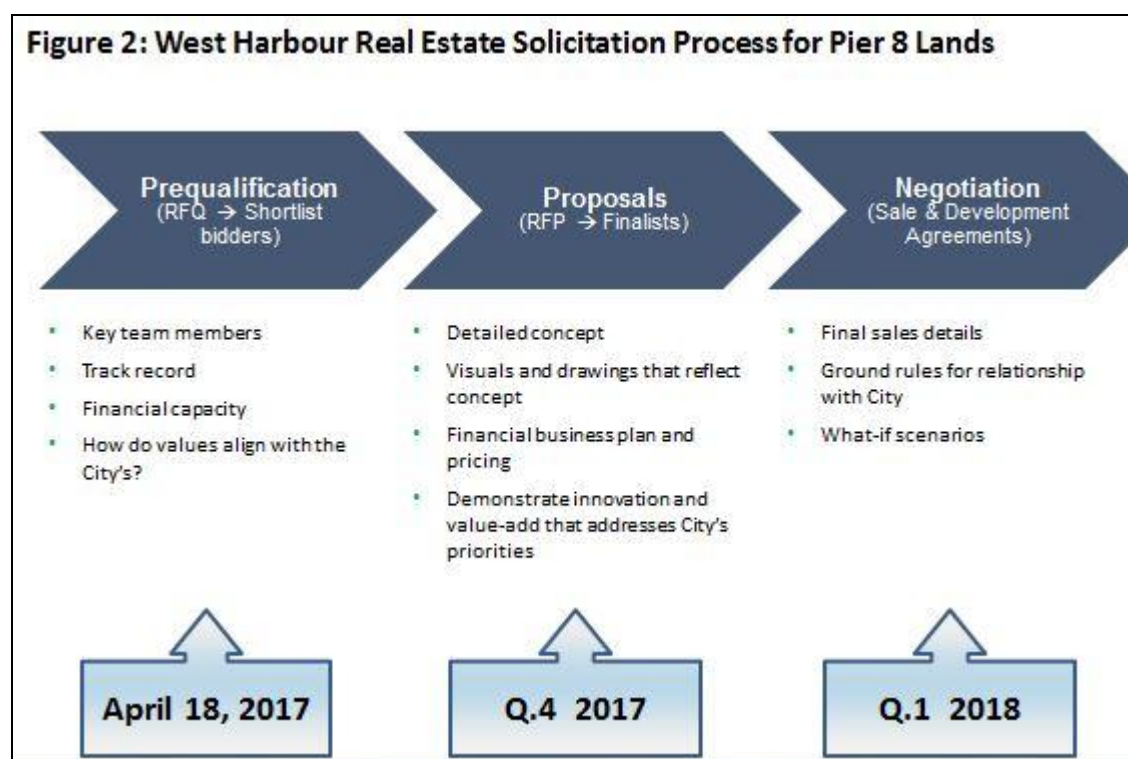 Figure 2: West Harbour Real Estate Solicitation Process for Pier 8 Lands
Prequalification
(RFQ → Shortlist
bidders)
Proposals
(RFP → Finalists)
Negotiation
(Sale & Development
Agreements)
• Key team members
• Track record
• Financial capacity
• How do values align with the
City's?
• Detailed concept
• Visuals and drawings that reflect
concept
• Financial business plan and
pricing
• Demonstrate innovation and
value-add that addresses City's
priorities
• Final sales details
• Ground rules for relationship
with City
• What-if scenarios
April 18, 2017
Q.4 2017
Q.1 2018